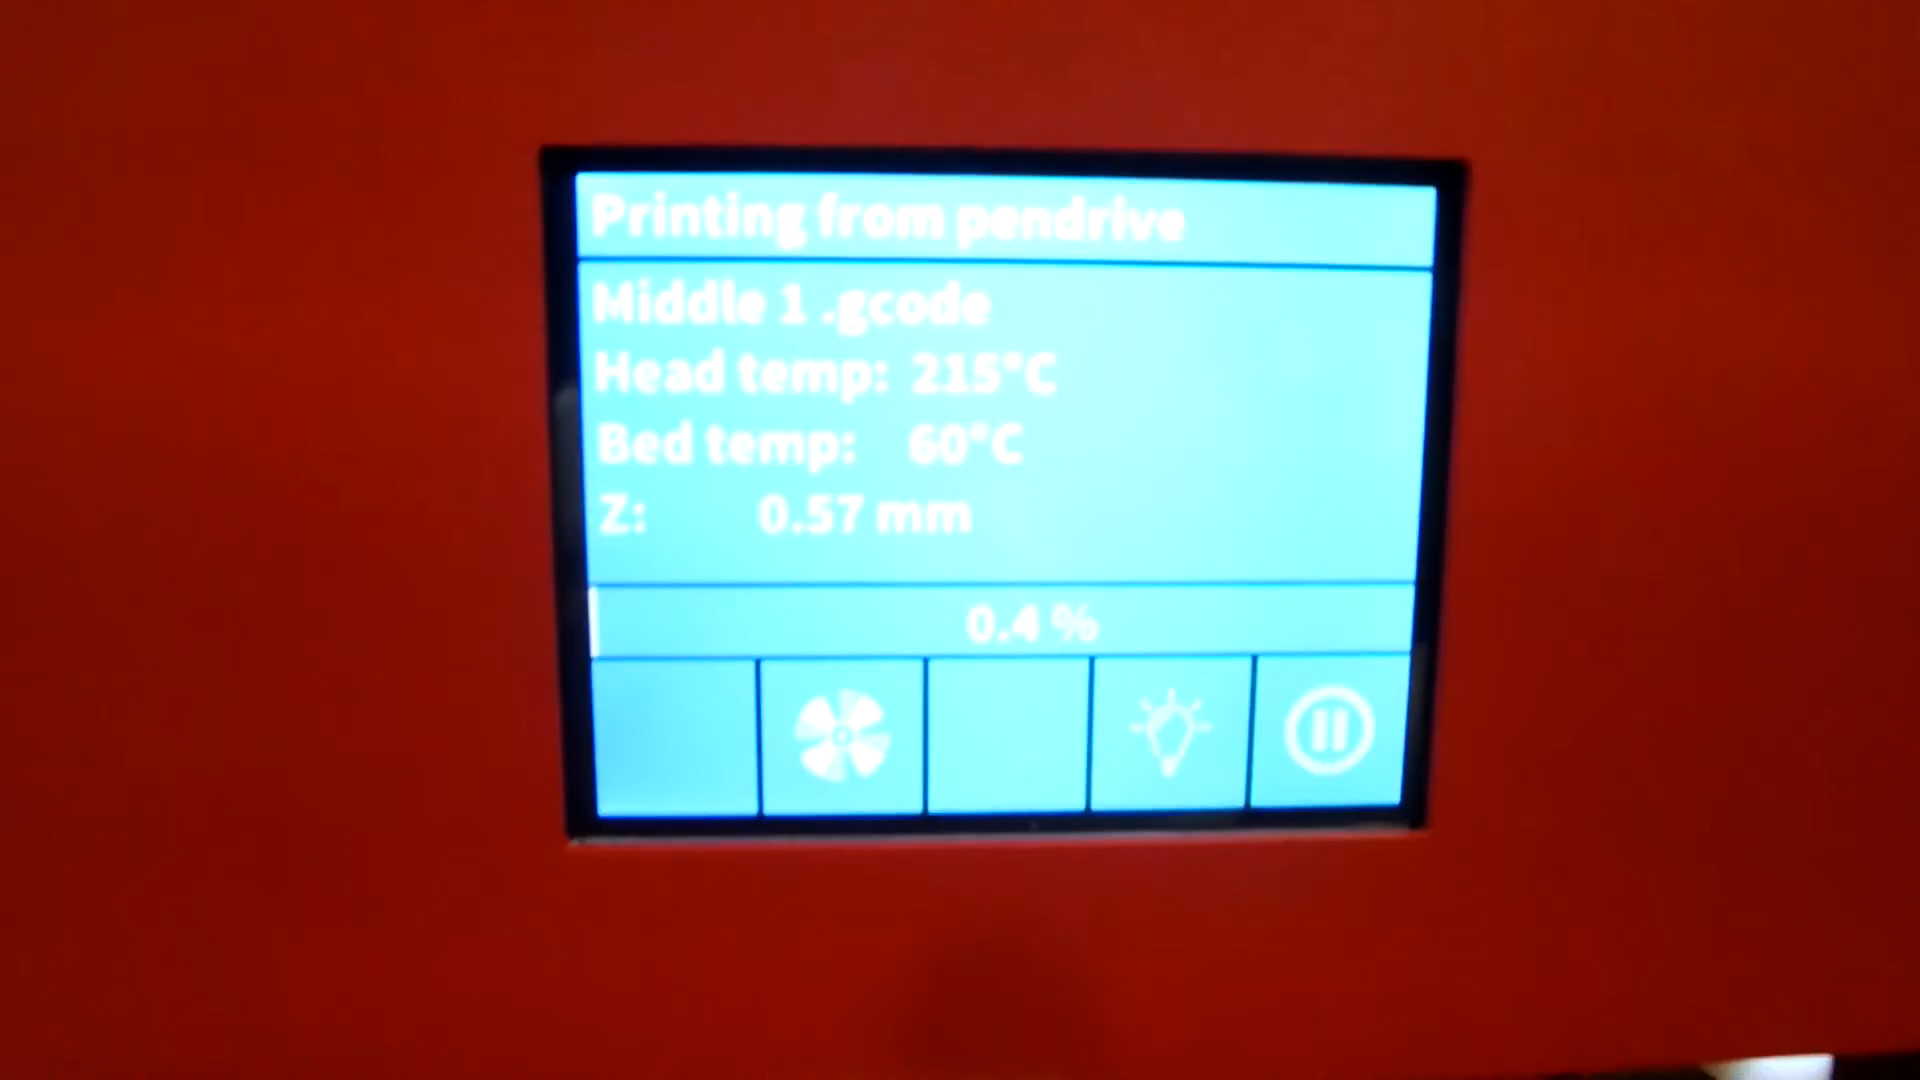 Printing from pendrive
Middle 1 .gcode
Head temp: 215°C
Bed temp: 60°C
Z: 0.57 mm
0.4 %